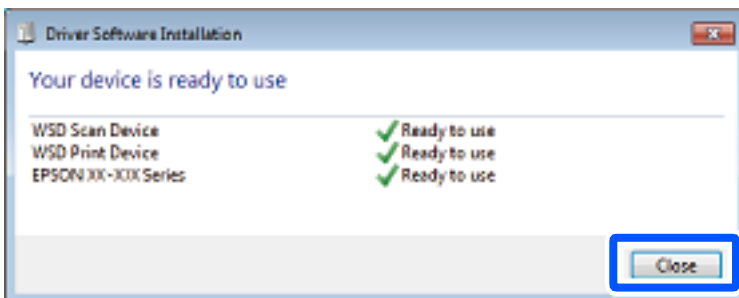 Driver Software Installation
Your device is ready to use
WSD Scan Device Ready to use
WSD Print Device Ready to use
EPSON XX-XXX Series Ready to use
Close